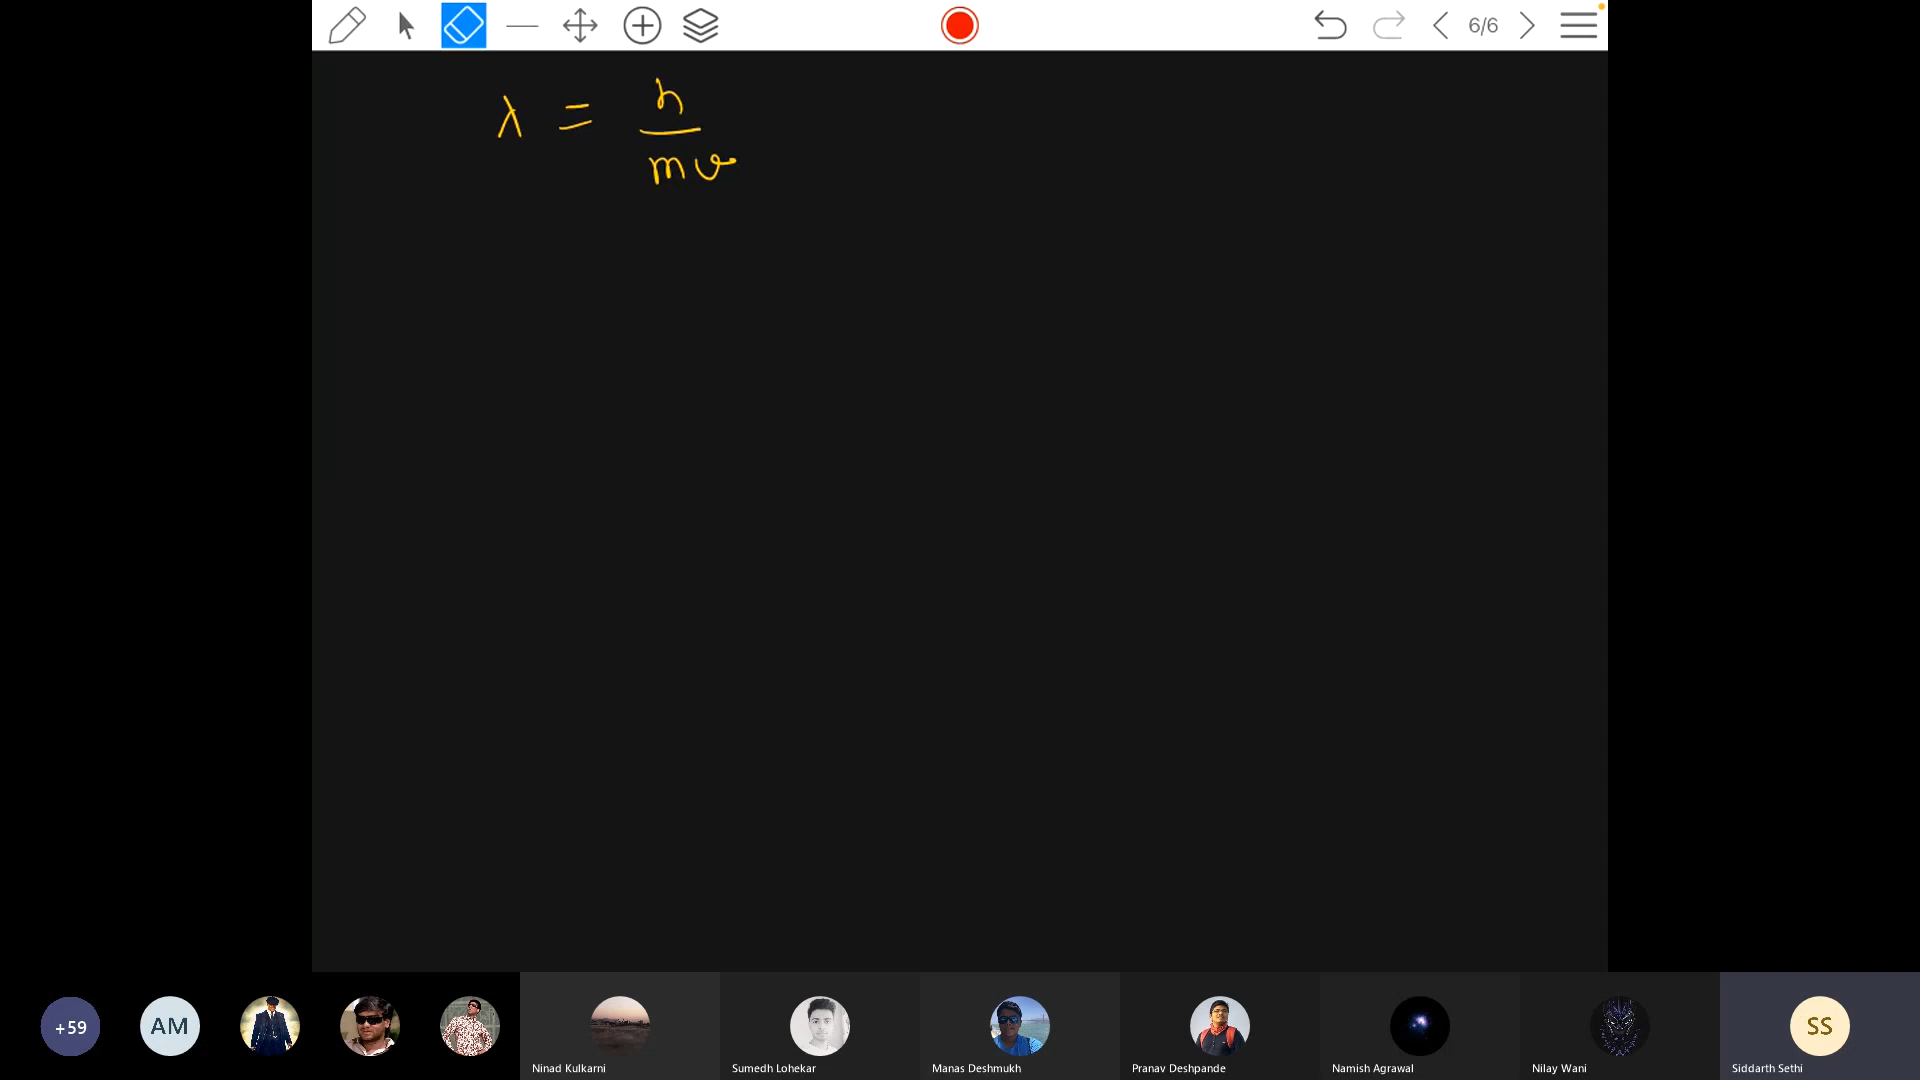 6/6
λ = h
mv
+59
AM
SS
Ninad Kulkarni
Sumedh Lohekar
Manas Deshmukh
Pranav Deshpande
Namish Agrawal
Nilay Wani
Siddarth Sethi